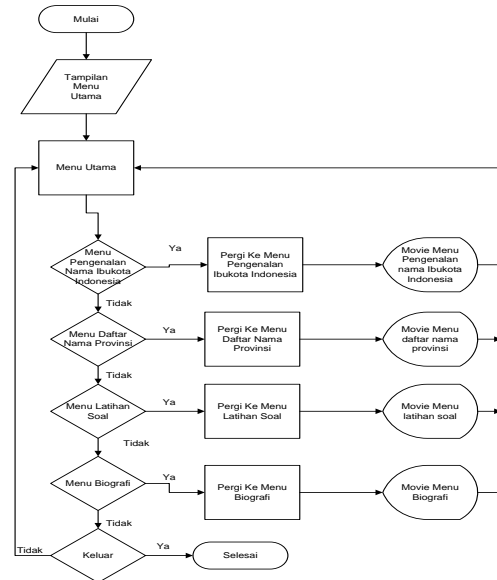 Mulai
Tampilan
Menu
Utama
Menu Utama
Menu
Pengenalan
Nama Ibukota
Indonesia
Ya
Pergi Ke Menu
Pengenalan
Ibukota Indonesia
Movie Menu
Pengenalan
nama Ibukota
Indonesia
Tidak
Menu Daftar
Nama Provinsi
Ya
Pergi Ke Menu
Daftar Nama
Provinsi
Movie Menu
daftar nama
provinsi
Tidak
Menu Latihan
Soal
Ya
Pergi Ke Menu
Latihan Soal
Movie Menu
latihan soal
Tidak
Menu Biografi
Ya
Pergi Ke Menu
Biografi
Movie Menu
Biografi
Tidak
Tidak
Keluar
Ya
Selesai